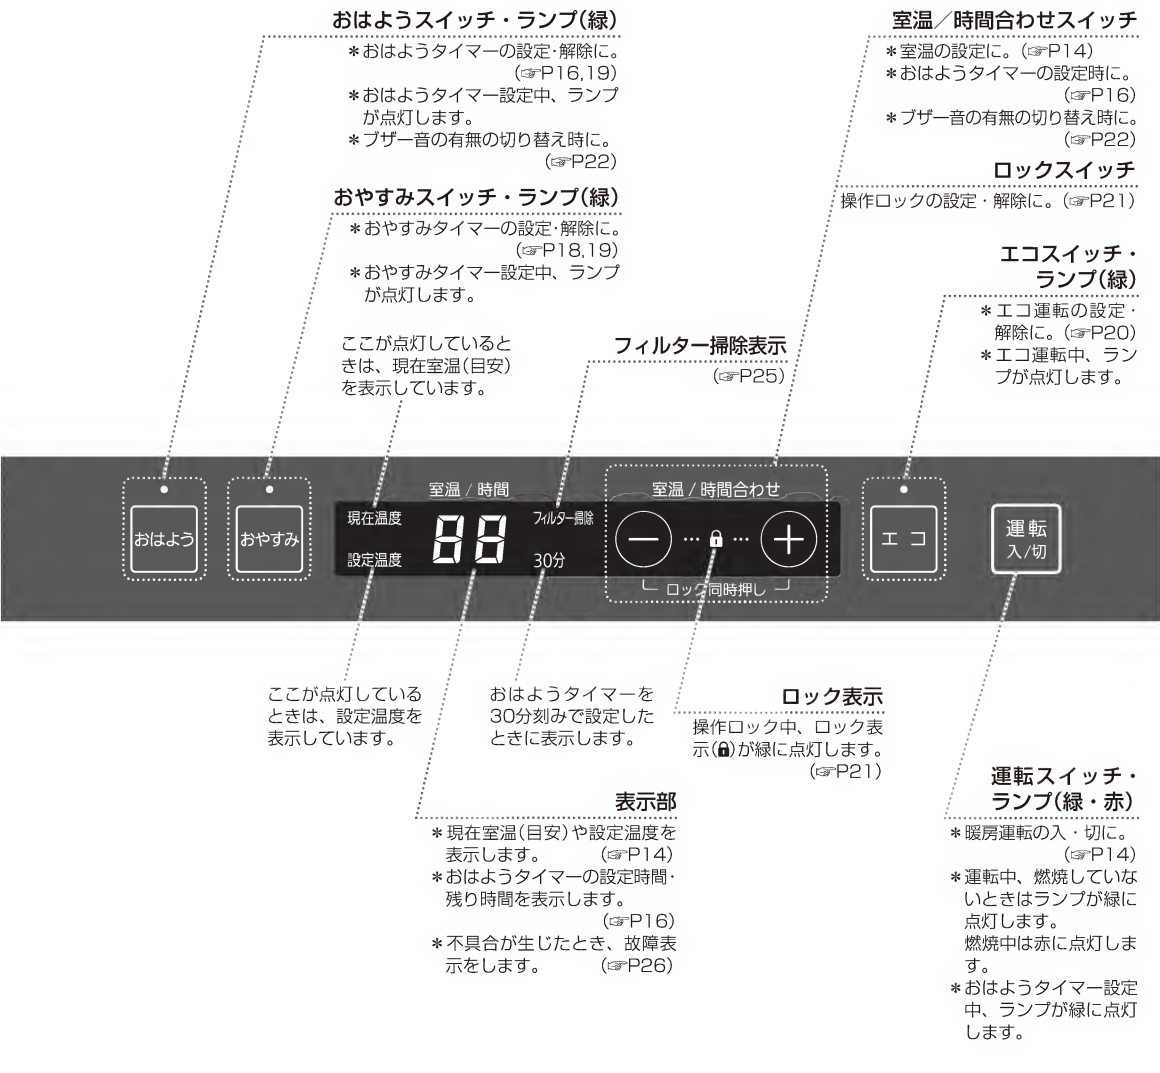 おはようスイッチ・ランプ(緑)
＊おはようタイマーの設定・解除に。
(☞P16,19)
＊おはようタイマー設定中、ランプ
が点灯します。
＊ブザー音の有無の切り替え時に。
(☞P22)
おやすみスイッチ・ランプ(緑)
＊おやすみタイマーの設定・解除に。
(☞P18,19)
＊おやすみタイマー設定中、ランプ
が点灯します。
ここが点灯していると
きは、現在室温(目安)
を表示しています。
フィルター掃除表示
(☞P25)
室温／時間合わせスイッチ
＊室温の設定に。(☞P14)
＊おはようタイマーの設定時に。
(☞P16)
＊ブザー音の有無の切り替え時に。
(☞P22)
ロックスイッチ
操作ロックの設定・解除に。(☞P21)
エコスイッチ・
ランプ(緑)
＊エコ運転の設定・
解除に。(☞P20)
＊エコ運転中、ラン
プが点灯します。
おはよう
おやすみ
室温 / 時間
現在温度
設定温度
88
フィルター掃除
30分
室温 / 時間合わせ
－ … 🔒 … ＋
ロック同時押し
エコ
運転
入/切
ここが点灯している
ときは、設定温度を
表示しています。
おはようタイマーを
30分刻みで設定した
ときに表示します。
ロック表示
操作ロック中、ロック表
示(🔒)が緑に点灯します。
(☞P21)
表示部
＊現在室温(目安)や設定温度を
表示します。 (☞P14)
＊おはようタイマーの設定時間・
残り時間を表示します。
(☞P16)
＊不具合が生じたとき、故障表
示をします。 (☞P26)
運転スイッチ・
ランプ(緑・赤)
＊暖房運転の入・切に。
(☞P14)
＊運転中、燃焼していな
いときはランプが緑に
点灯します。
燃焼中は赤に点灯しま
す。
＊おはようタイマー設定
中、ランプが緑に点灯
します。